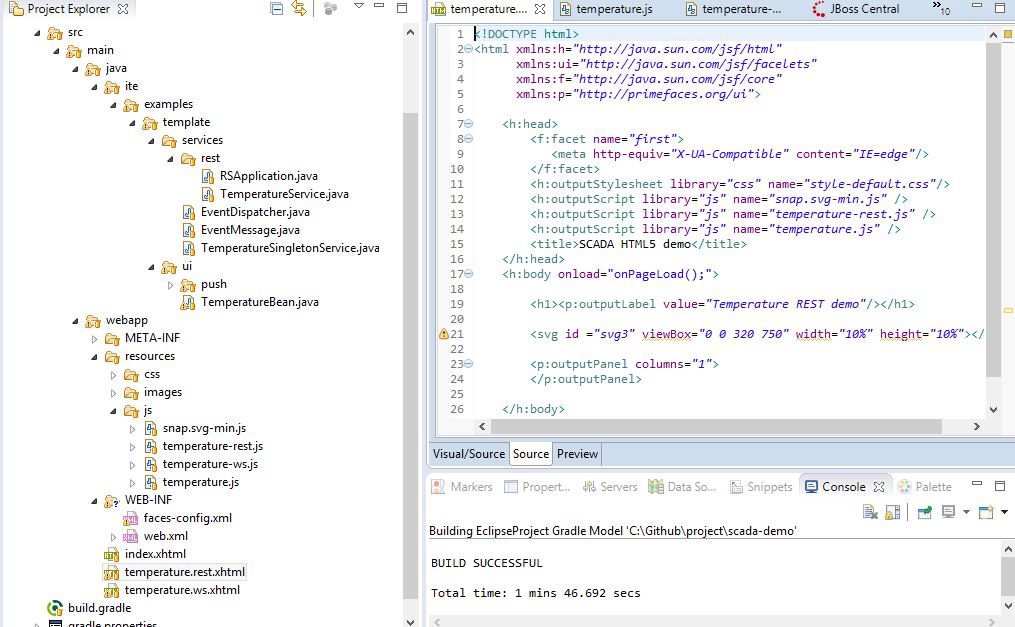 Project Explorer
src
main
java
ite
examples
template
services
rest
RSApplication.java
TemperatureService.java
EventDispatcher.java
EventMessage.java
TemperatureSingletonService.java
ui
push
TemperatureBean.java
webapp
META-INF
resources
css
images
js
snap.svg-min.js
temperature-rest.js
temperature-ws.js
temperature.js
WEB-INF
faces-config.xml
web.xml
index.xhtml
temperature.rest.xhtml
temperature.ws.xhtml
build.gradle
gradle.properties
temperature.... temperature.js temperature-... JBoss Central »10
1 <!DOCTYPE html>
2 <html xmlns:h="http://java.sun.com/jsf/html"
3 xmlns:ui="http://java.sun.com/jsf/facelets"
4 xmlns:f="http://java.sun.com/jsf/core"
5 xmlns:p="http://primefaces.org/ui">
6
7 <h:head>
8 <f:facet name="first">
9 <meta http-equiv="X-UA-Compatible" content="IE=edge"/>
10 </f:facet>
11 <h:outputStylesheet library="css" name="style-default.css"/>
12 <h:outputScript library="js" name="snap.svg-min.js" />
13 <h:outputScript library="js" name="temperature-rest.js" />
14 <h:outputScript library="js" name="temperature.js" />
15 <title>SCADA HTML5 demo</title>
16 </h:head>
17 <h:body onload="onPageLoad();">
18
19 <h1><p:outputLabel value="Temperature REST demo"/></h1>
20
21 <svg id ="svg3" viewBox="0 0 320 750" width="10%" height="10%"></
22
23 <p:outputPanel columns="1">
24 </p:outputPanel>
25
26 </h:body>
Visual/Source Source Preview
Markers Propert... Servers Data So... Snippets Console Palette
Building EclipseProject Gradle Model 'C:\Github\project\scada-demo'
BUILD SUCCESSFUL
Total time: 1 mins 46.692 secs